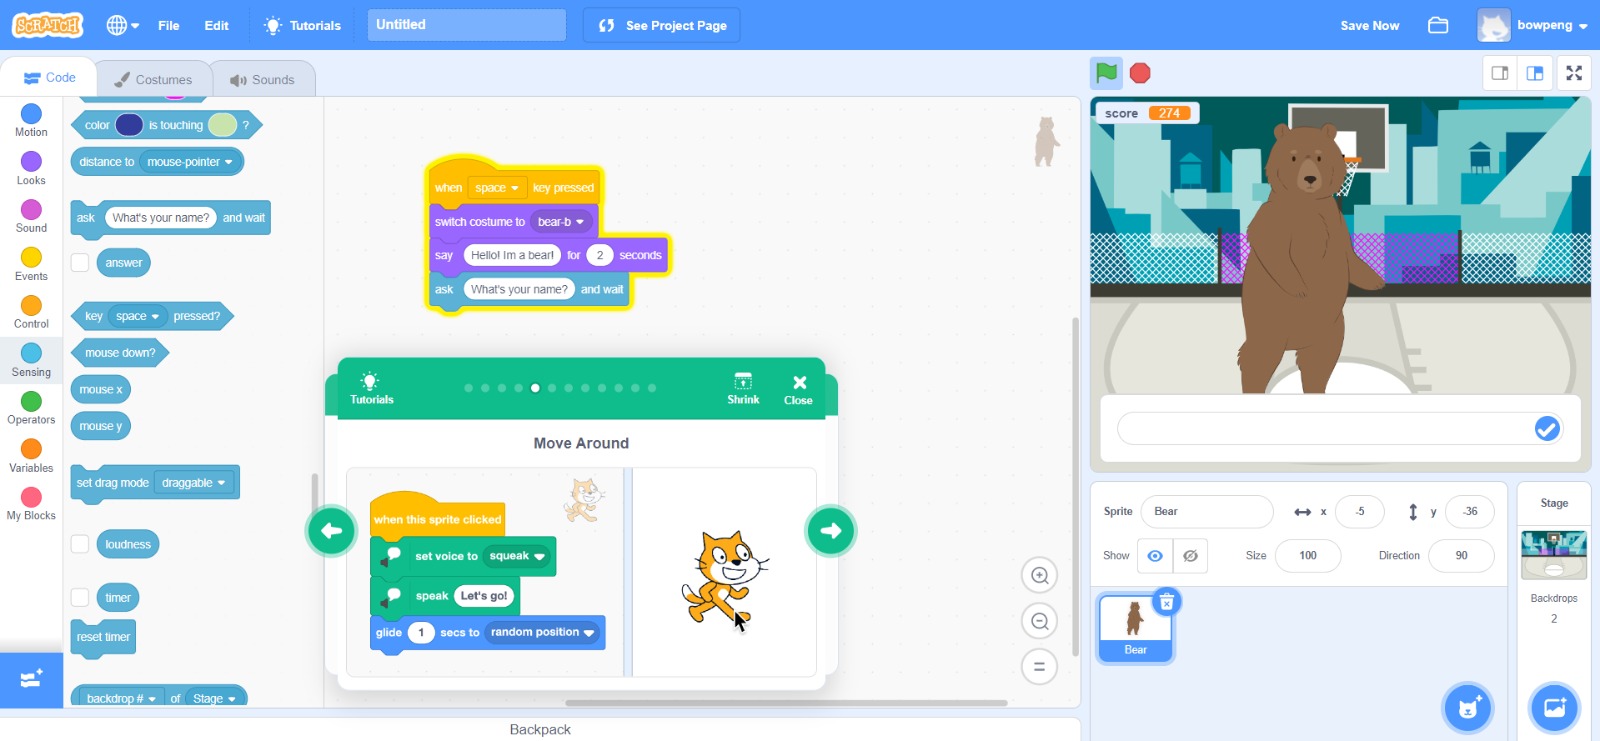 SCRATCH
File
Edit
Tutorials
Untitled
See Project Page
Save Now
bowpeng
Code
Costumes
Sounds
Motion
Looks
Sound
Events
Control
Sensing
Operators
Variables
My Blocks
color is touching ?
distance to mouse-pointer
ask What's your name? and wait
answer
key space pressed?
mouse down?
mouse x
mouse y
set drag mode draggable
loudness
timer
reset timer
backdrop # of Stage
when space key pressed
switch costume to bear-b
say Hello! Im a bear! for 2 seconds
ask What's your name? and wait
Tutorials
Shrink
Close
Move Around
when this sprite clicked
set voice to squeak
speak Let's go!
glide 1 secs to random position
Backpack
score 274
Sprite Bear x -5 y -36
Show Size 100 Direction 90
Bear
Stage
Backdrops
2